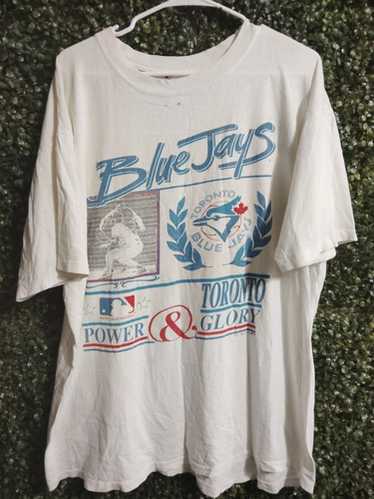 Blue Jays
TORONTO
BLUE JAYS
TORONTO
POWER & GLORY